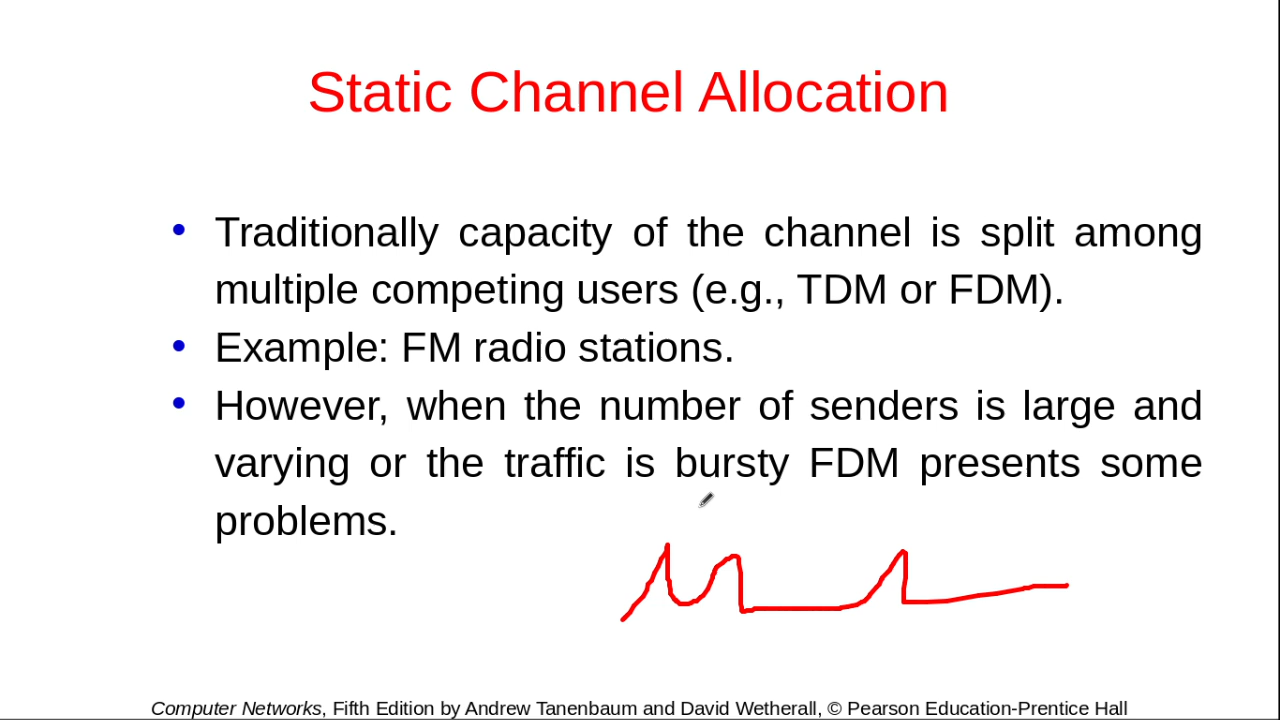 Static Channel Allocation
• Traditionally capacity of the channel is split among
multiple competing users (e.g., TDM or FDM).
• Example: FM radio stations.
• However, when the number of senders is large and
varying or the traffic is bursty FDM presents some
problems.
Computer Networks, Fifth Edition by Andrew Tanenbaum and David Wetherall, © Pearson Education-Prentice Hall